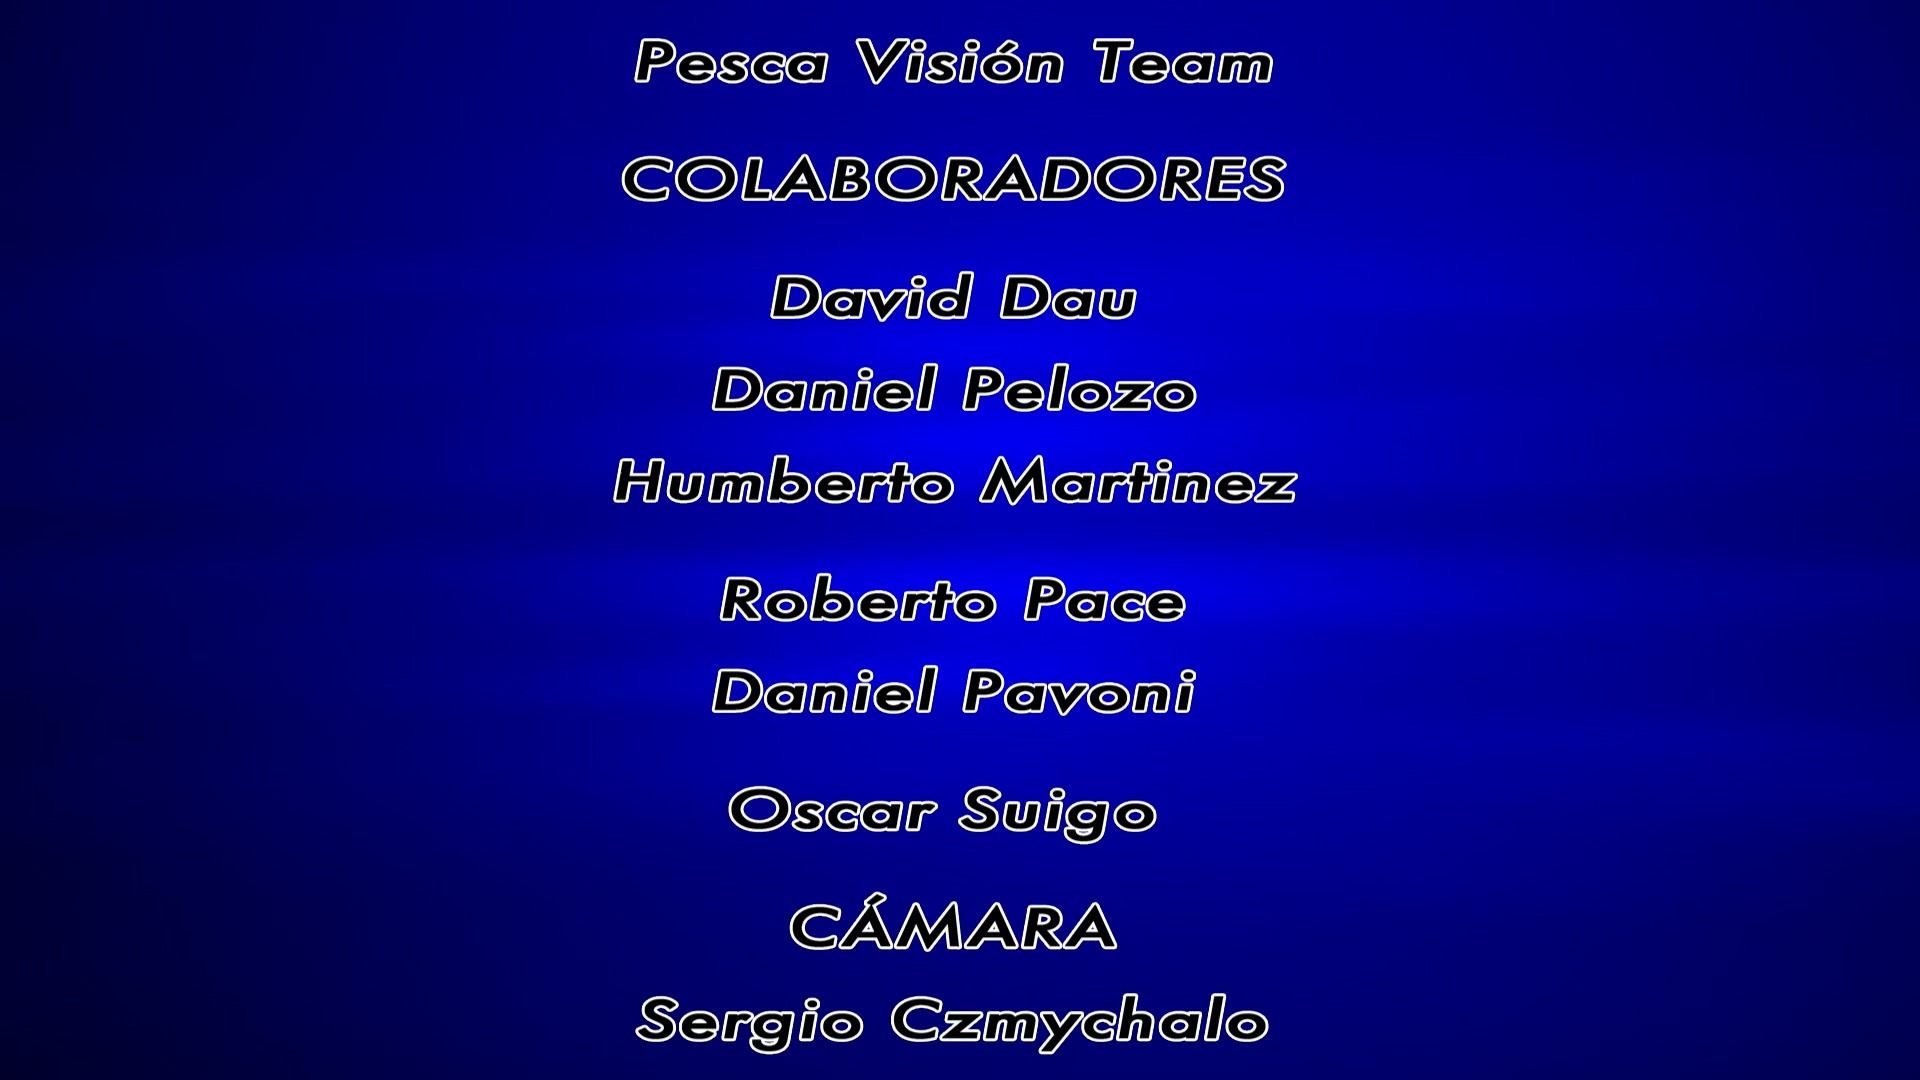 Pesca Visión Team
COLABORADORES
David Dau
Daniel Pelozo
Humberto Martinez
Roberto Pace
Daniel Pavoni
Oscar Suigo
CÁMARA
Sergio Czmychalo